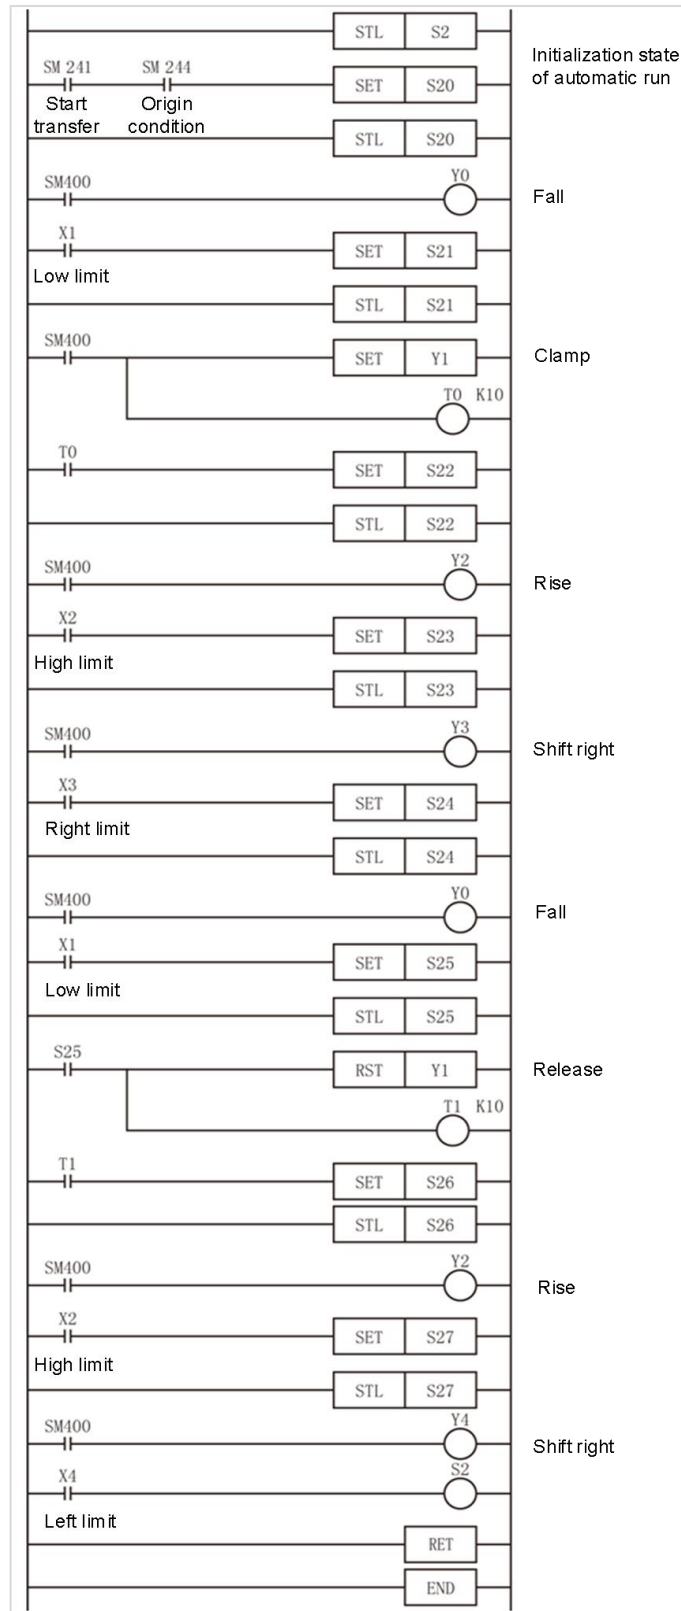 STL S2
Initialization state
of automatic run
SM 241 SM 244
SET S20
Start Origin
transfer condition
STL S20
SM400 Y0
Fall
X1
SET S21
Low limit
STL S21
SM400
SET Y1 Clamp
T0 K10
T0
SET S22
STL S22
SM400 Y2
Rise
X2
SET S23
High limit
STL S23
SM400 Y3
Shift right
X3
SET S24
Right limit
STL S24
SM400 Y0
Fall
X1
SET S25
Low limit
STL S25
S25
RST Y1 Release
T1 K10
T1
SET S26
STL S26
SM400 Y2
Rise
X2
SET S27
High limit
STL S27
SM400 Y4
Shift right
X4 S2
Left limit
RET
END